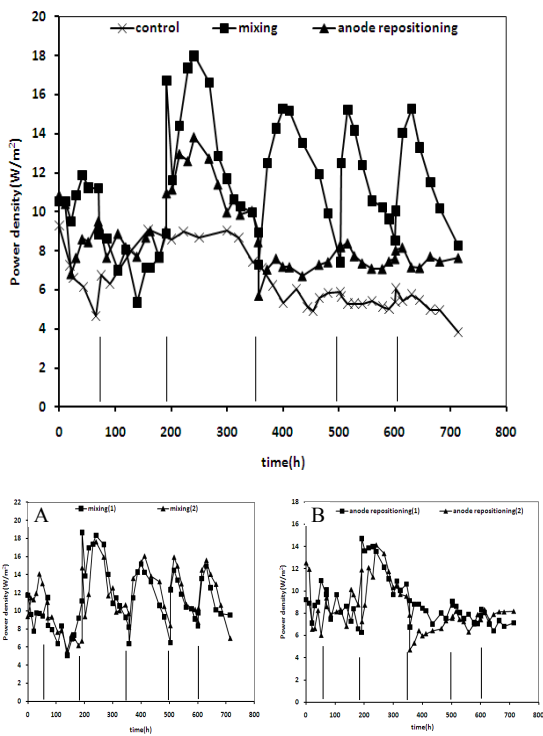 control mixing anode repositioning
Power density(W/m²)
20
18
16
14
12
10
8
6
4
2
0
0 100 200 300 400 500 600 700 800
time(h)
A
mixing(1) mixing(2)
Power density(W/m²)
22
20
18
16
14
12
10
8
6
4
2
0
0 100 200 300 400 500 600 700 800
time(h)
B
anode repositioning(1) anode repositioning(2)
Power density(W/m²)
18
16
14
12
10
8
6
4
2
0
0 100 200 300 400 500 600 700 800
time(h)